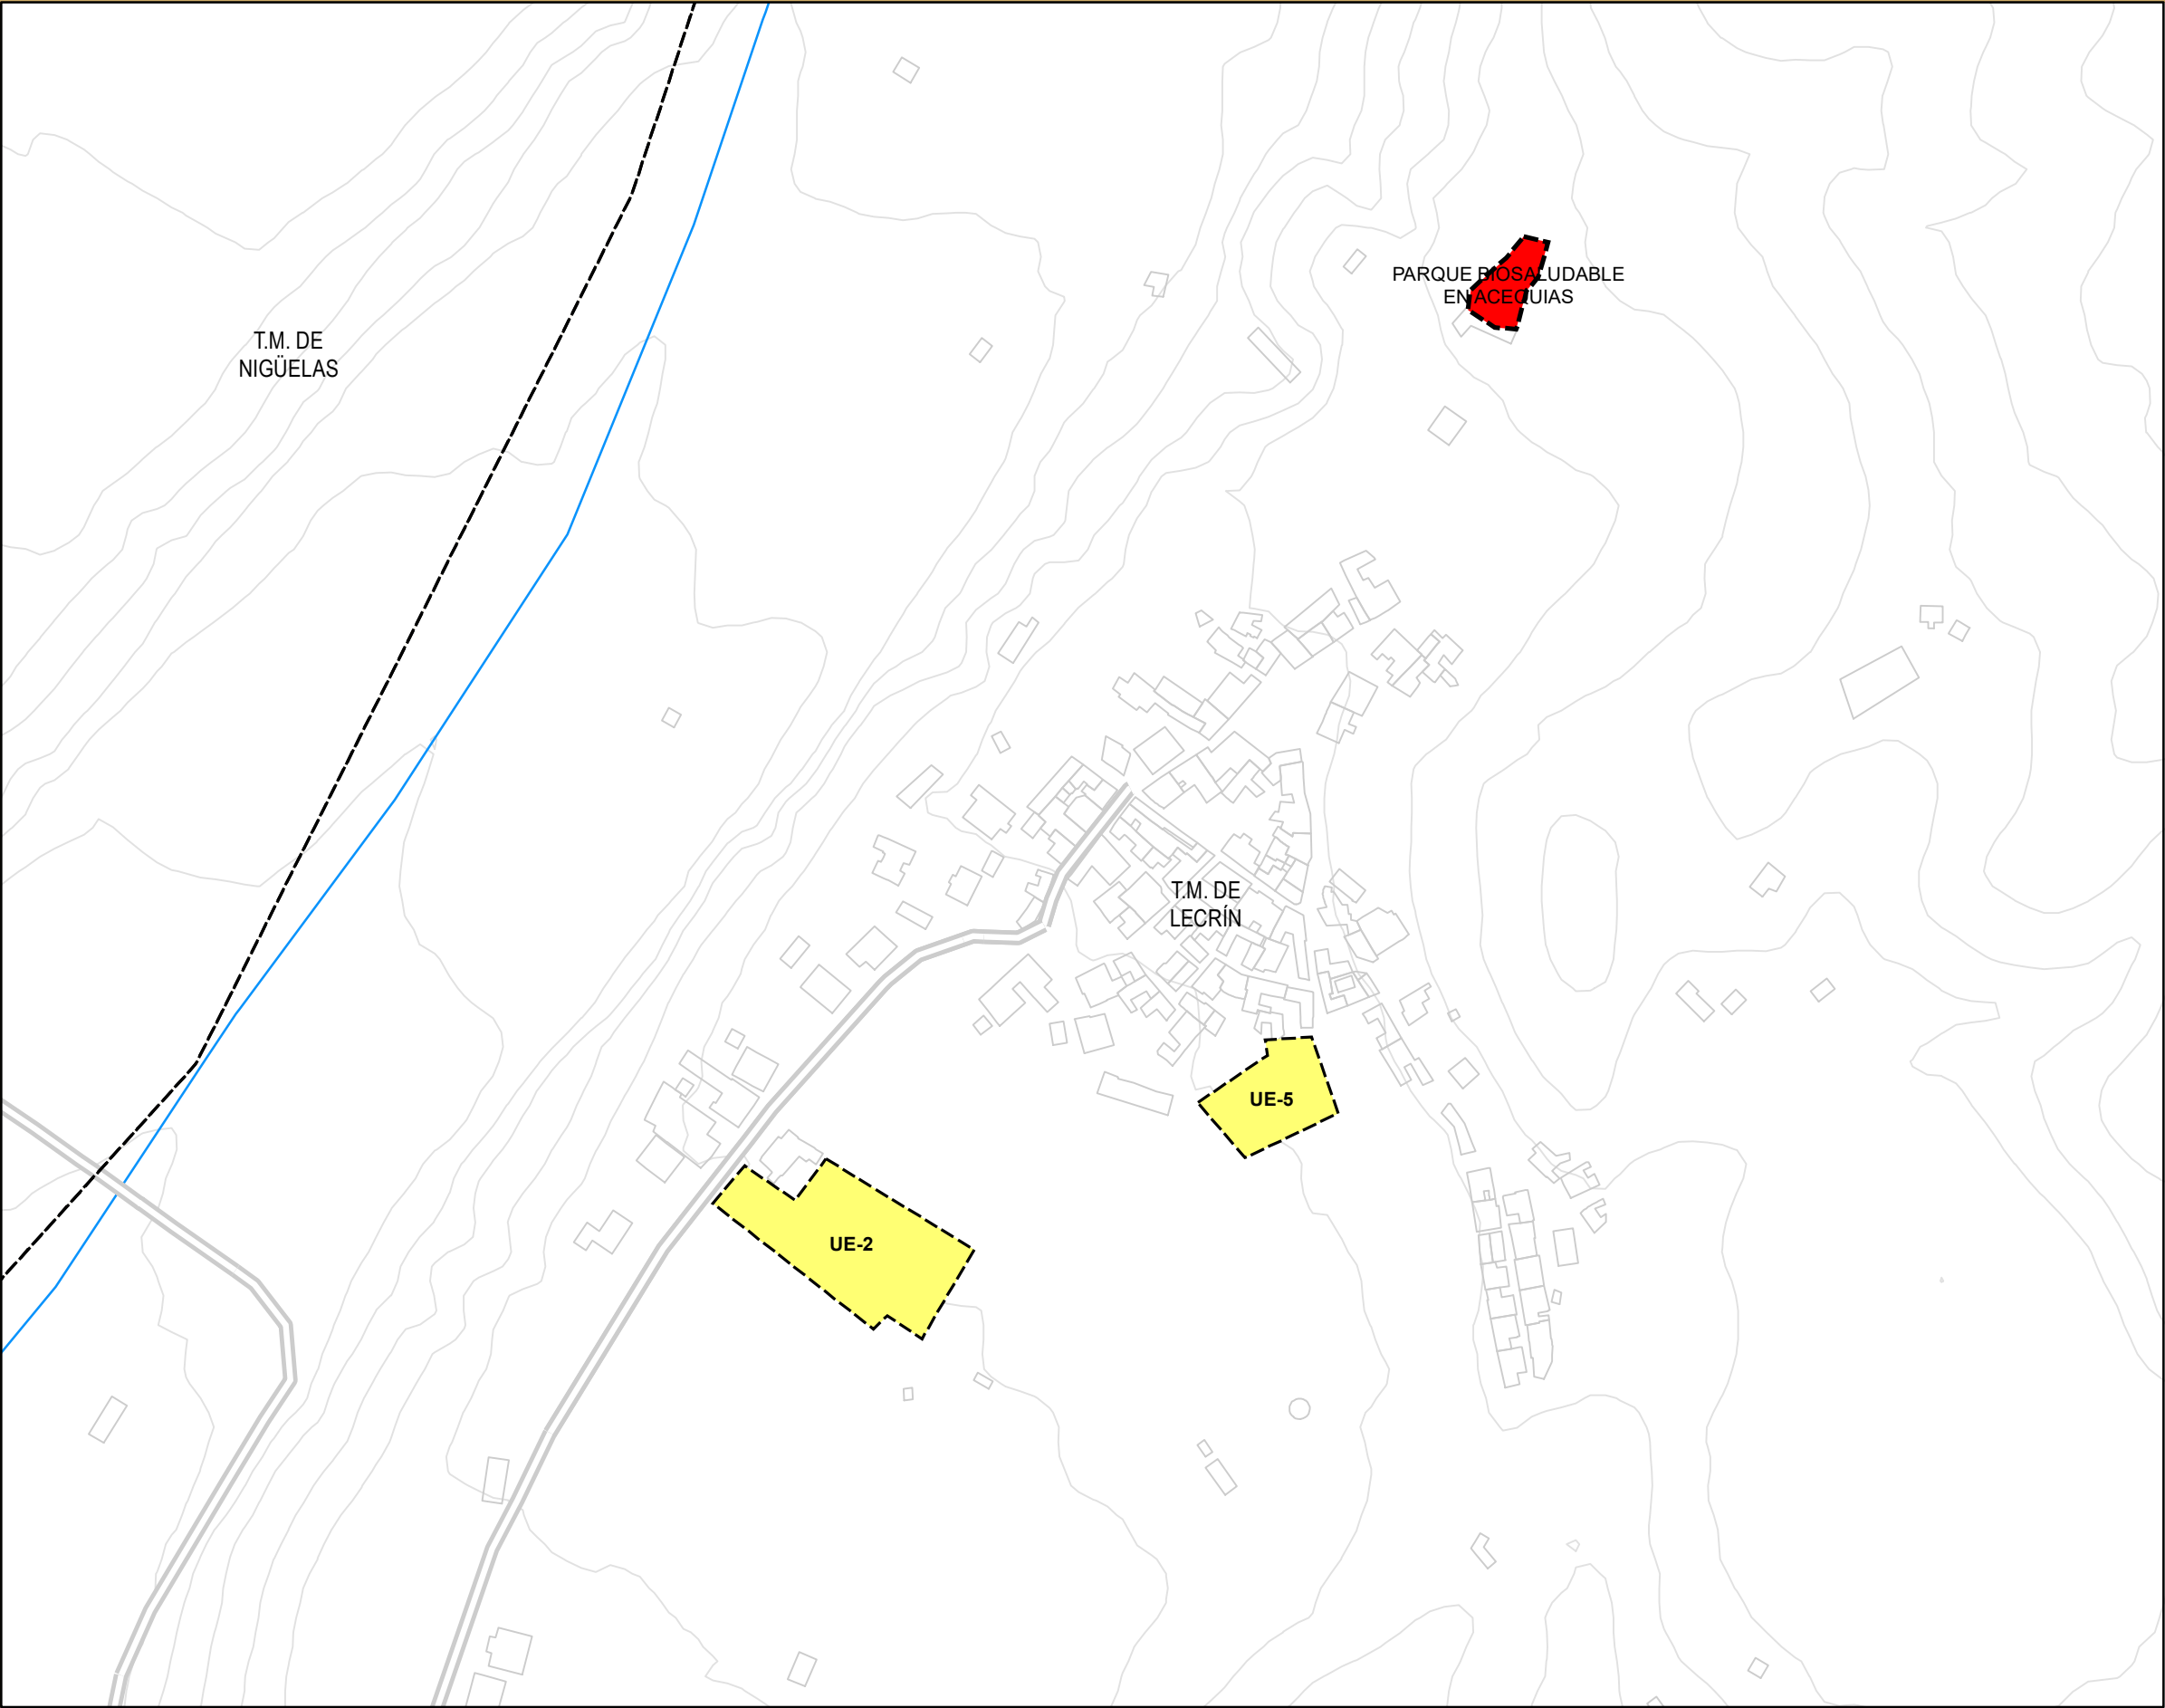 PARQUE BIOSALUDABLE
EN ACEQUIAS
T.M. DE
NIGÜELAS
T.M. DE
LECRÍN
UE-5
UE-2